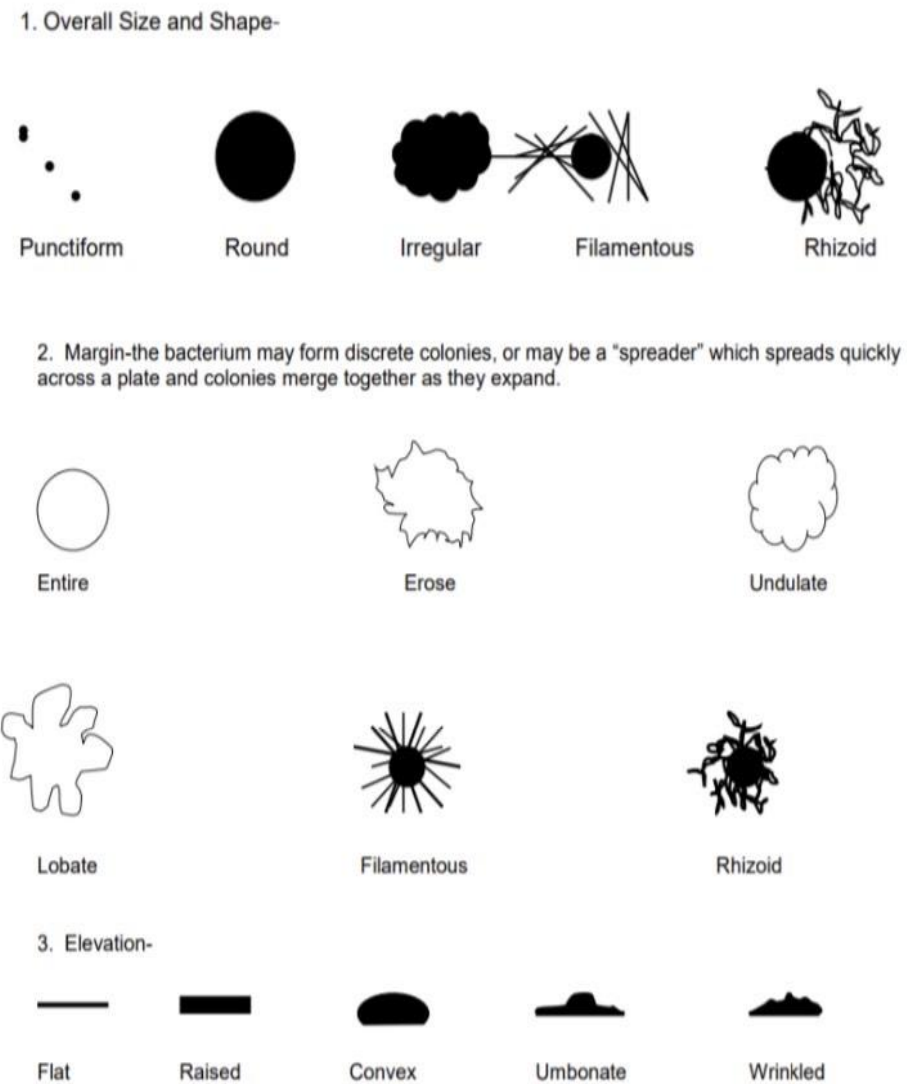 1. Overall Size and Shape-
Punctiform Round Irregular Filamentous Rhizoid
2. Margin-the bacterium may form discrete colonies, or may be a “spreader” which spreads quickly
across a plate and colonies merge together as they expand.
Entire Erose Undulate
Lobate Filamentous Rhizoid
3. Elevation-
Flat Raised Convex Umbonate Wrinkled